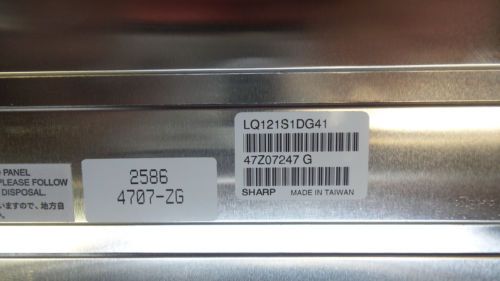 LQ121S1DG41
47Z07247 G
SHARP MADE IN TAIWAN
2586
4707-ZG
PANEL
PLEASE FOLLOW
DISPOSAL.
いますので、地方自